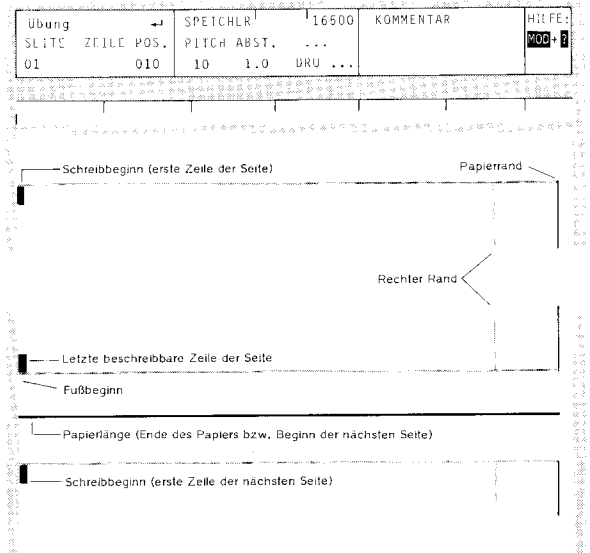 Übung ↵ SPEICHER 16500 KOMMENTAR HILFE:
SEITE ZEILE POS. PITCH ABST. ... MOD + ?
01 010 10 1.0 DRU ...
Schreibbeginn (erste Zeile der Seite) Papierrand
Rechter Rand
Letzte beschreibbare Zeile der Seite
Fußbeginn
Papierlänge (Ende des Papiers bzw. Beginn der nächsten Seite)
Schreibbeginn (erste Zeile der nächsten Seite)